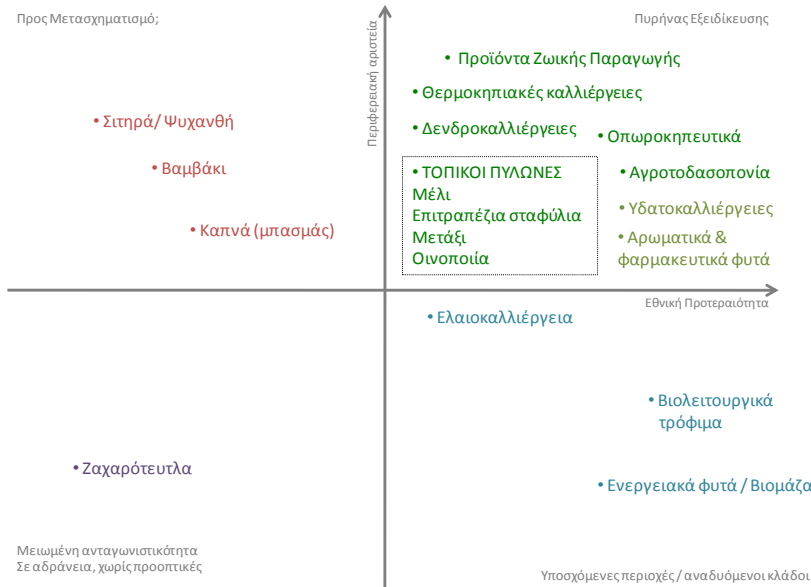 Προς Μετασχηματισμό;
Πυρήνας Εξειδίκευσης
Περιφερειακή αριστεία
• Προϊόντα Ζωικής Παραγωγής
• Θερμοκηπιακές καλλιέργειες
• Σιτηρά/ Ψυχανθή
• Δενδροκαλλιέργειες
• Οπωροκηπευτικά
• Βαμβάκι
• ΤΟΠΙΚΟΙ ΠΥΛΩΝΕΣ
Μέλι
Επιτραπέζια σταφύλια
Μετάξι
Οινοποιία
• Αγροτοδασοπονία
• Υδατοκαλλιέργειες
• Καπνά (μπασμάς)
• Αρωματικά &
φαρμακευτικά φυτά
Εθνική Προτεραιότητα
• Ελαιοκαλλιέργεια
• Βιολειτουργικά
τρόφιμα
• Ζαχαρότευτλα
• Ενεργειακά φυτά / Βιομάζα
Μειωμένη ανταγωνιστικότητα
Σε αδράνεια, χωρίς προοπτικές
Υποσχόμενες περιοχές / αναδυόμενοι κλάδοι